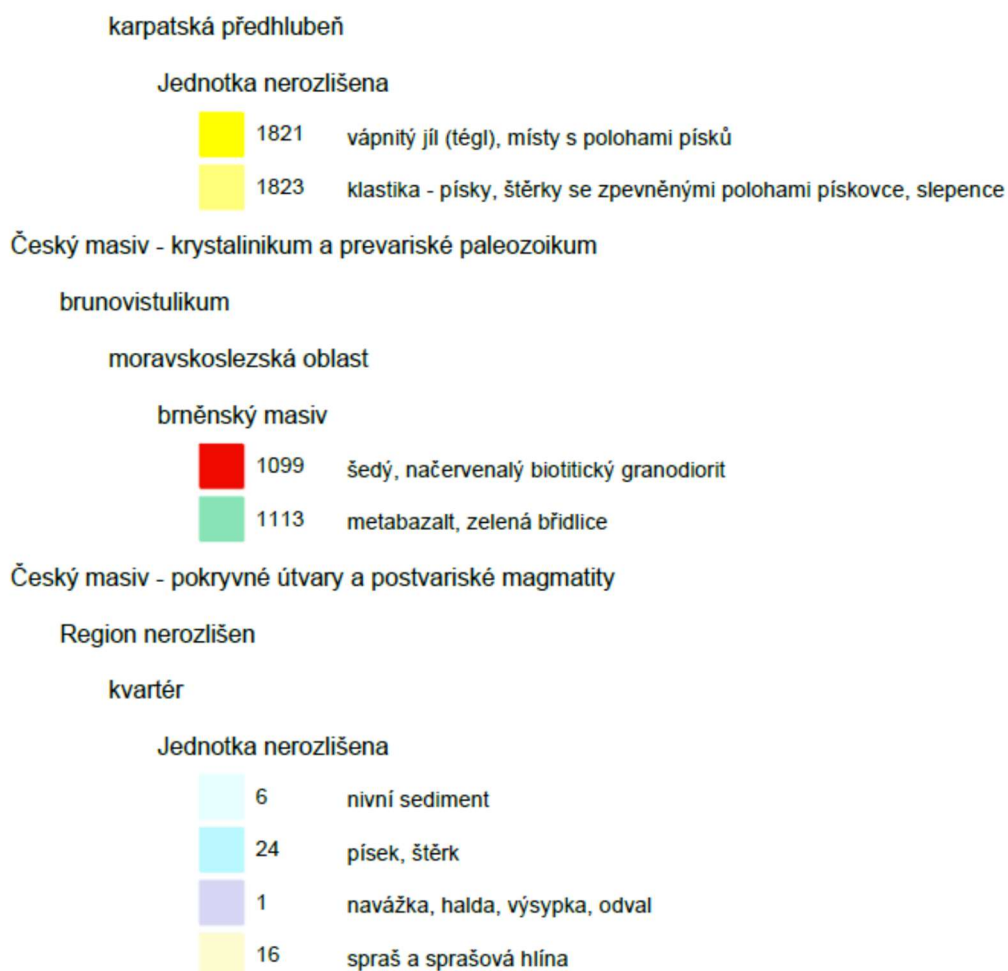 karpatská předhlubeň
Jednotka nerozlišena
1821 vápnitý jíl (tégl), místy s polohami písků
1823 klastika - písky, štěrky se zpevněnými polohami pískovce, slepence
Český masiv - krystalinikum a prevariské paleozoikum
brunovistulikum
moravskoslezská oblast
brněnský masiv
1099 šedý, načervenalý biotitický granodiorit
1113 metabazalt, zelená břidlice
Český masiv - pokryvné útvary a postvariské magmatity
Region nerozlišen
kvartér
Jednotka nerozlišena
6 nivní sediment
24 písek, štěrk
1 navážka, halda, výsypka, odval
16 spraš a sprašová hlína